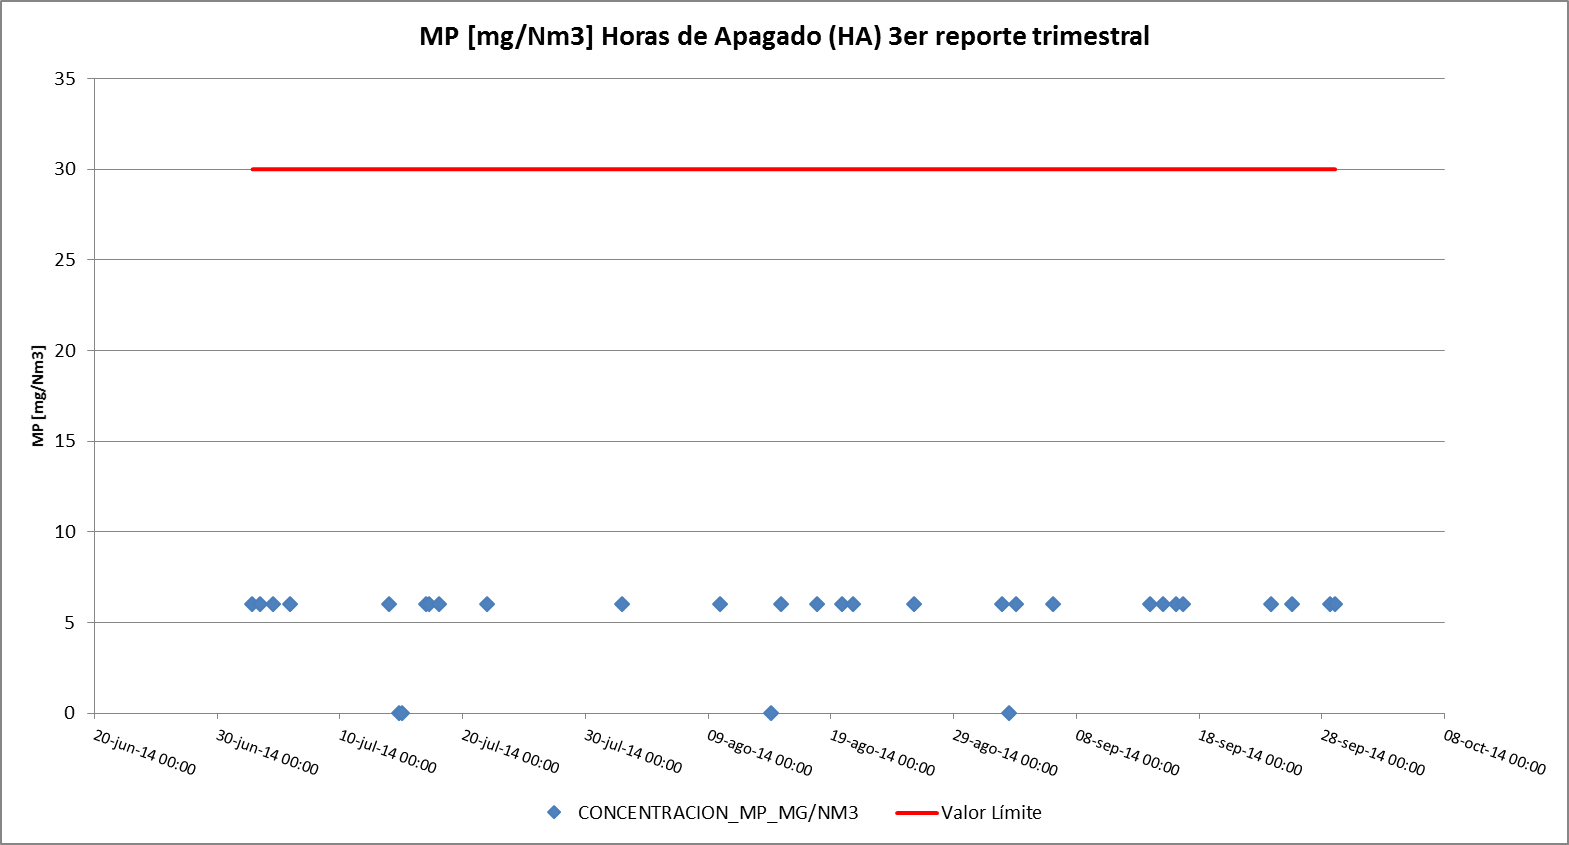 MP [mg/Nm3] Horas de Apagado (HA) 3er reporte trimestral
35
30
25
20
15
10
5
0
MP [mg/Nm3]
20-jun-14 00:00
30-jun-14 00:00
10-jul-14 00:00
20-jul-14 00:00
30-jul-14 00:00
09-ago-14 00:00
19-ago-14 00:00
29-ago-14 00:00
08-sep-14 00:00
18-sep-14 00:00
28-sep-14 00:00
08-oct-14 00:00
CONCENTRACION_MP_MG/NM3
Valor Límite